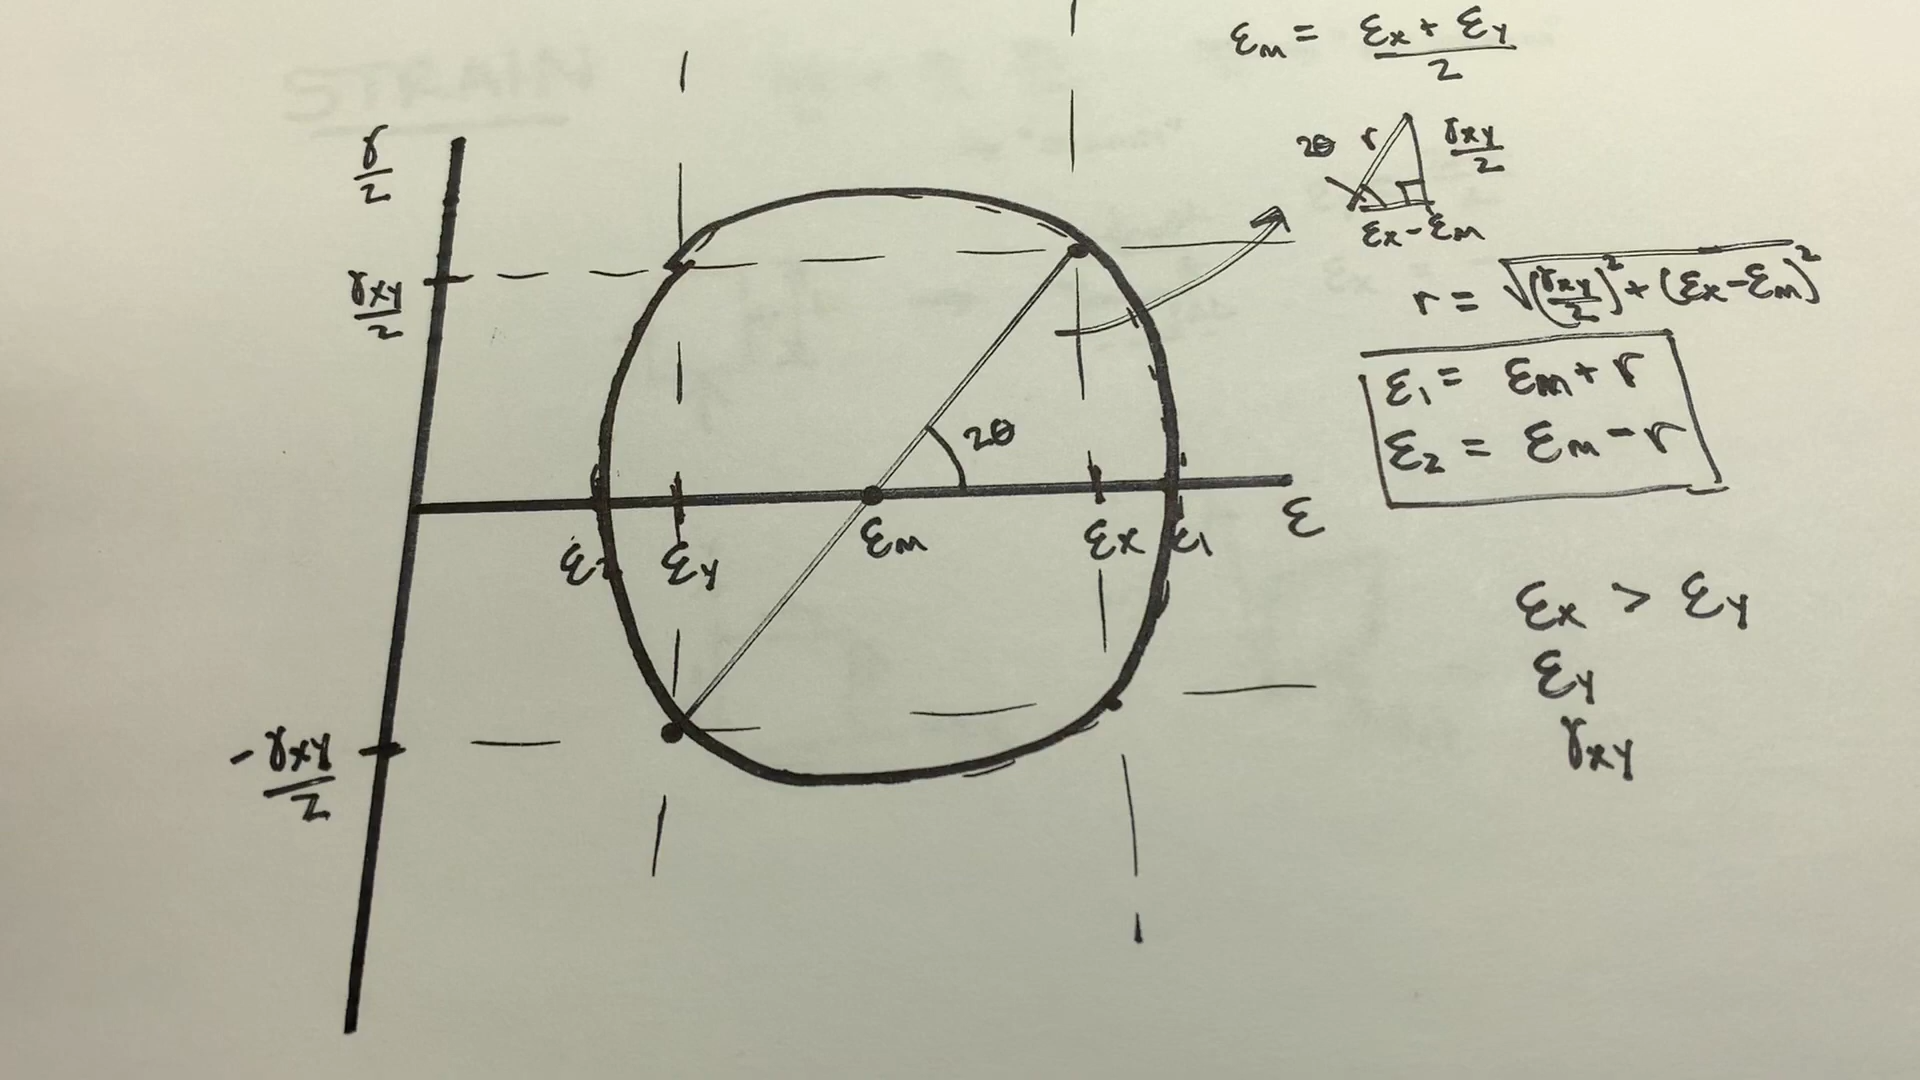 STRAIN
εm = (εx + εy)/2
γ/2
2θ r γxy/2
εx - εm
γxy/2
r = √((γxy/2)² + (εx-εm)²)
ε1 = εm + r
ε2 = εm - r
2θ
ε2 εy εm εx ε1 ε
εx > εy
εy
γxy
-γxy/2